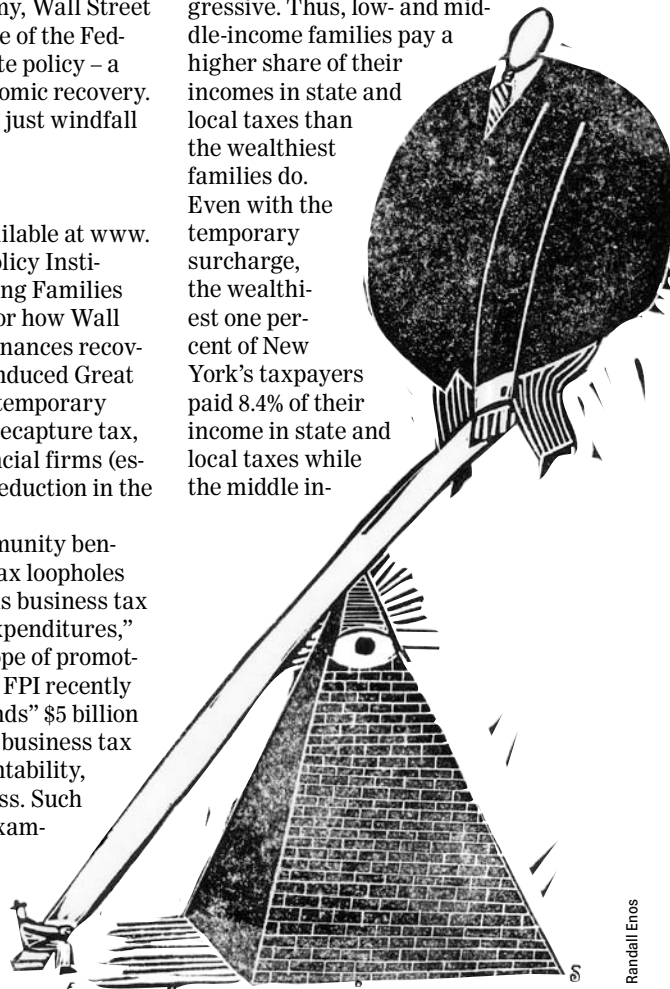 my, Wall Street
e of the Fed-
te policy – a
omic recovery.
just windfall
ilable at www.
olicy Insti-
ng Families
or how Wall
nances recov-
nduced Great
temporary
ecapture tax,
cial firms (es-
eduction in the
munity ben-
ax loopholes
s business tax
xpenditures,”
ope of promot-
FPI recently
nds” $5 billion
business tax
ntability,
ss. Such
xam-
gressive. Thus, low- and mid-
dle-income families pay a
higher share of their
incomes in state and
local taxes than
the wealthiest
families do.
Even with the
temporary
surcharge,
the wealthi-
est one per-
cent of New
York’s taxpayers
paid 8.4% of their
income in state and
local taxes while
the middle in-
Randall Enos